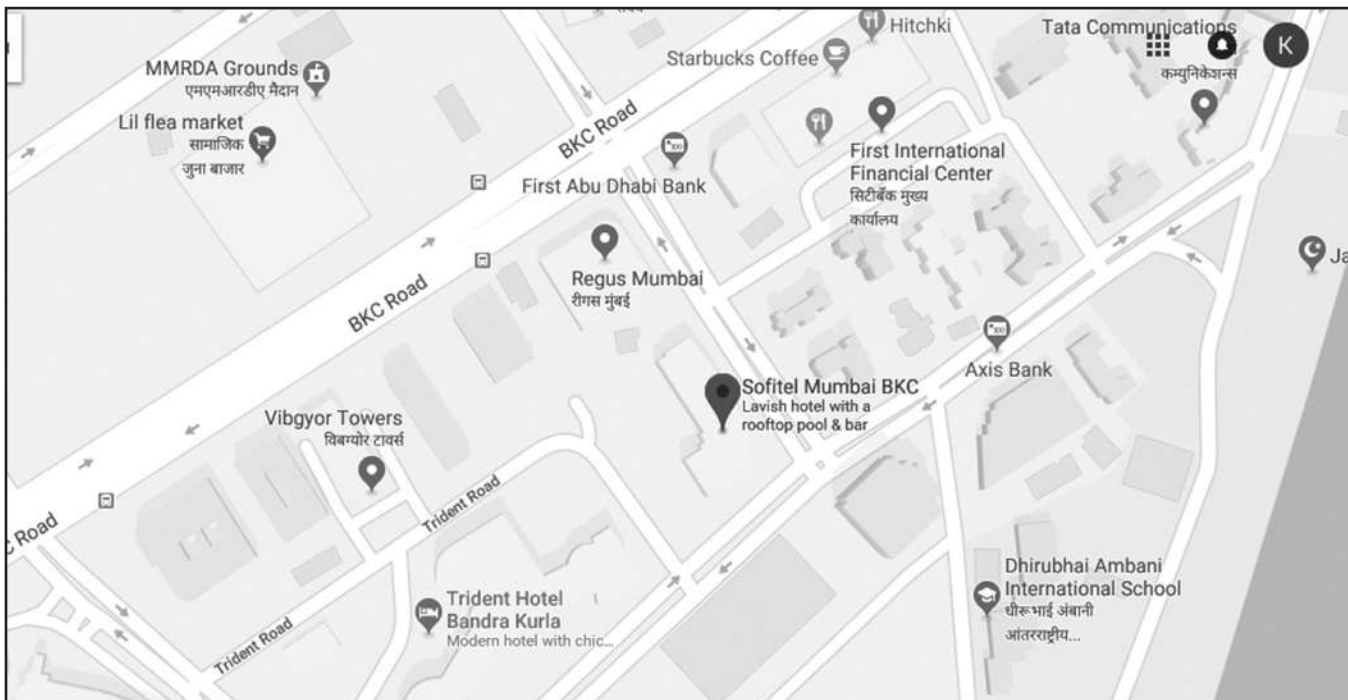 Hitchki
Tata Communications
कम्युनिकेशन्स
K
Starbucks Coffee
MMRDA Grounds
एमएमआरडीए मैदान
Lil flea market
सामाजिक
जुना बाजार
BKC Road
First Abu Dhabi Bank
First International
Financial Center
सिटीबँक मुख्य
कार्यालय
Ja
Regus Mumbai
रीगस मुंबई
BKC Road
Axis Bank
Sofitel Mumbai BKC
Lavish hotel with a
rooftop pool & bar
Vibgyor Towers
विबग्योर टावर्स
Trident Road
C Road
Dhirubhai Ambani
International School
धीरूभाई अंबानी
आंतरराष्ट्रीय...
Trident Hotel
Bandra Kurla
Modern hotel with chic...
Trident Road